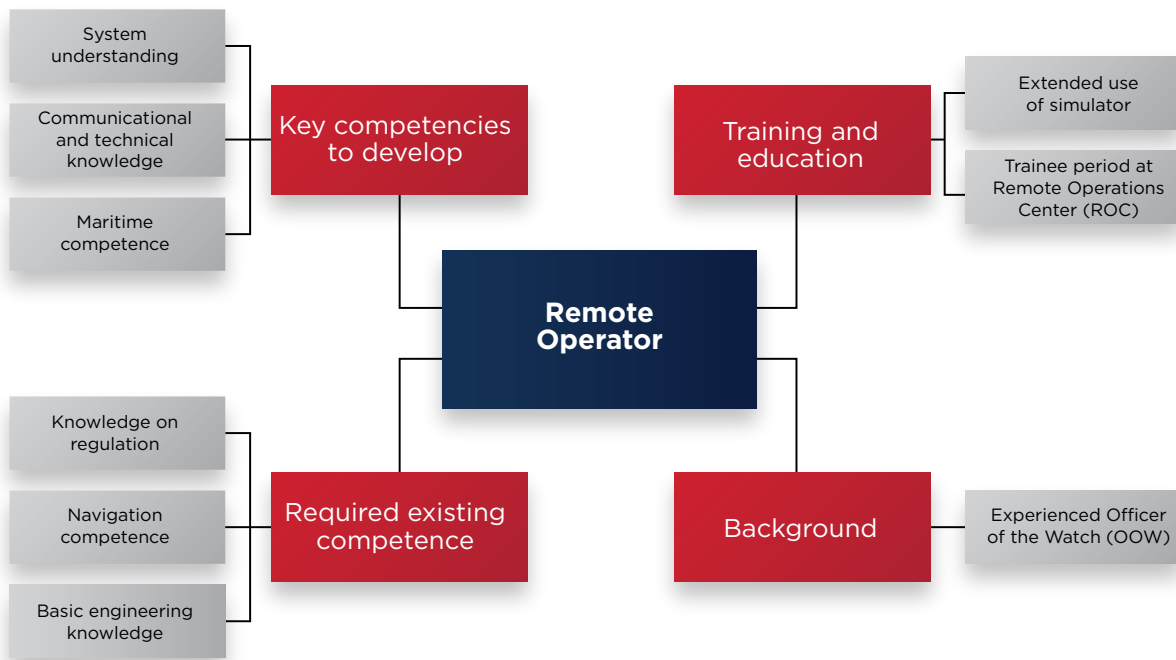 System
understanding
Communicational
and technical
knowledge
Maritime
competence
Key competencies
to develop
Training and
education
Extended use
of simulator
Trainee period at
Remote Operations
Center (ROC)
Remote
Operator
Knowledge on
regulation
Navigation
competence
Basic engineering
knowledge
Required existing
competence
Background
Experienced Officer
of the Watch (OOW)